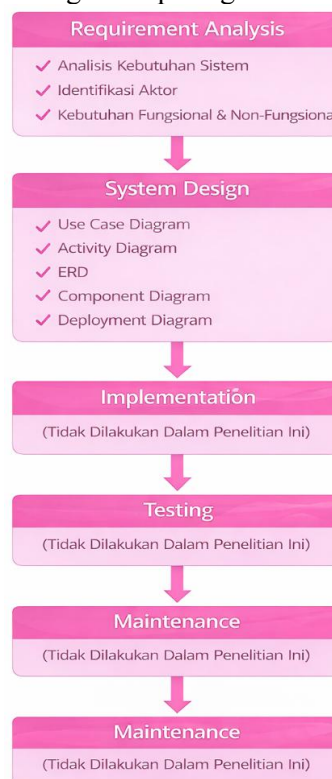 Requirement Analysis
✓ Analisis Kebutuhan Sistem
✓ Identifikasi Aktor
✓ Kebutuhan Fungsional & Non-Fungsiona
System Design
✓ Use Case Diagram
✓ Activity Diagram
✓ ERD
✓ Component Diagram
✓ Deployment Diagram
Implementation
(Tidak Dilakukan Dalam Penelitian Ini)
Testing
(Tidak Dilakukan Dalam Penelitian Ini)
Maintenance
(Tidak Dilakukan Dalam Penelitian Ini)
Maintenance
(Tidak Dilakukan Dalam Penelitian Ini)